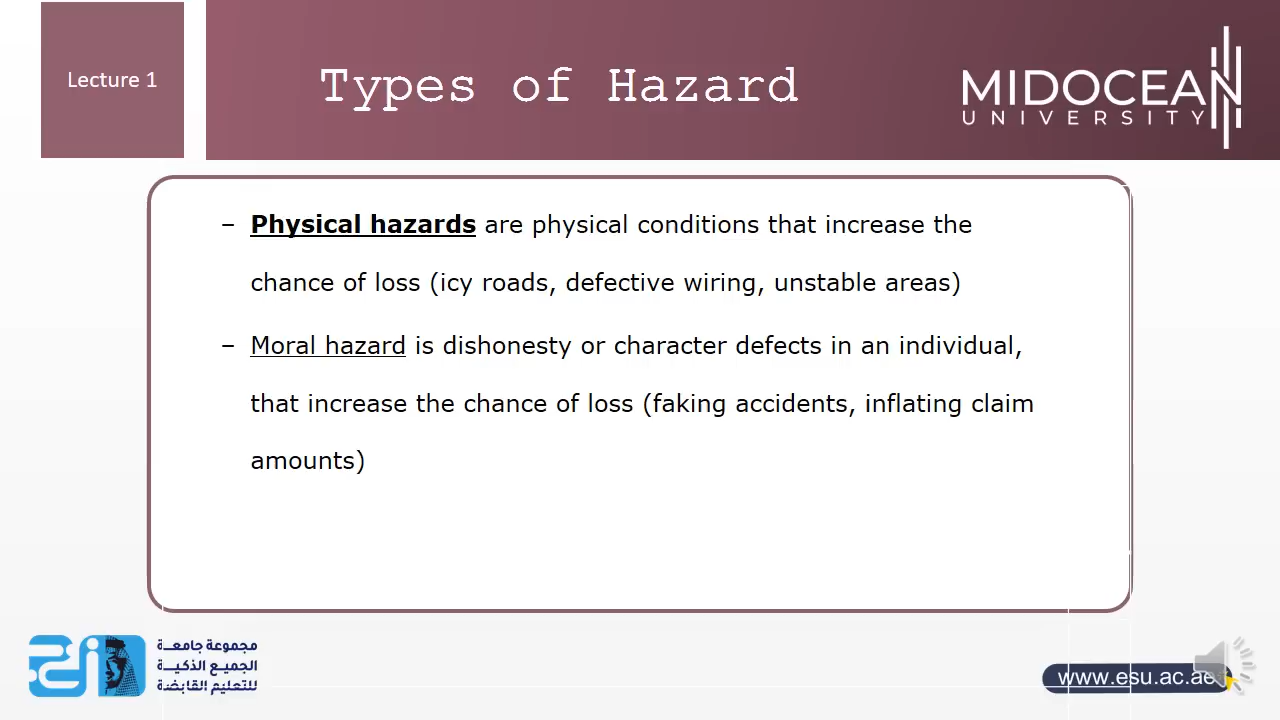 Lecture 1
Types of Hazard
MIDOCEAN
UNIVERSITY
– Physical hazards are physical conditions that increase the
chance of loss (icy roads, defective wiring, unstable areas)
– Moral hazard is dishonesty or character defects in an individual,
that increase the chance of loss (faking accidents, inflating claim
amounts)
مجموعة جامعة
الجميع الذكية
للتعليم القابضة
www.esu.ac.ae